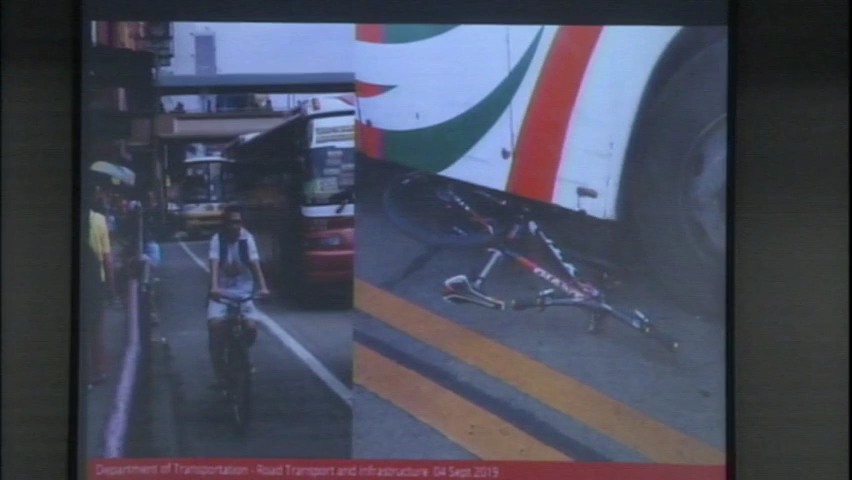 Department of Transportation - Road Transport and Infrastructure 04 Sept 2019